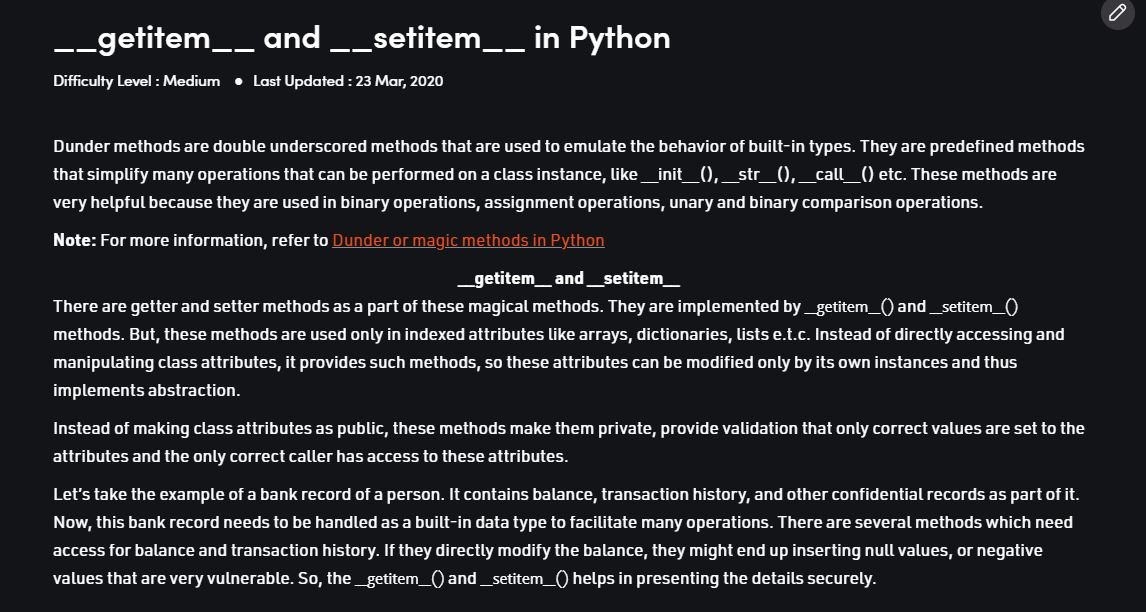 __getitem__ and __setitem__ in Python
Difficulty Level : Medium ● Last Updated : 23 Mar, 2020
Dunder methods are double underscored methods that are used to emulate the behavior of built-in types. They are predefined methods
that simplify many operations that can be performed on a class instance, like __init__(), __str__(), __call__() etc. These methods are
very helpful because they are used in binary operations, assignment operations, unary and binary comparison operations.
Note: For more information, refer to Dunder or magic methods in Python
__getitem__ and __setitem__
There are getter and setter methods as a part of these magical methods. They are implemented by __getitem__() and __setitem__()
methods. But, these methods are used only in indexed attributes like arrays, dictionaries, lists e.t.c. Instead of directly accessing and
manipulating class attributes, it provides such methods, so these attributes can be modified only by its own instances and thus
implements abstraction.
Instead of making class attributes as public, these methods make them private, provide validation that only correct values are set to the
attributes and the only correct caller has access to these attributes.
Let's take the example of a bank record of a person. It contains balance, transaction history, and other confidential records as part of it.
Now, this bank record needs to be handled as a built-in data type to facilitate many operations. There are several methods which need
access for balance and transaction history. If they directly modify the balance, they might end up inserting null values, or negative
values that are very vulnerable. So, the __getitem__() and __setitem__() helps in presenting the details securely.